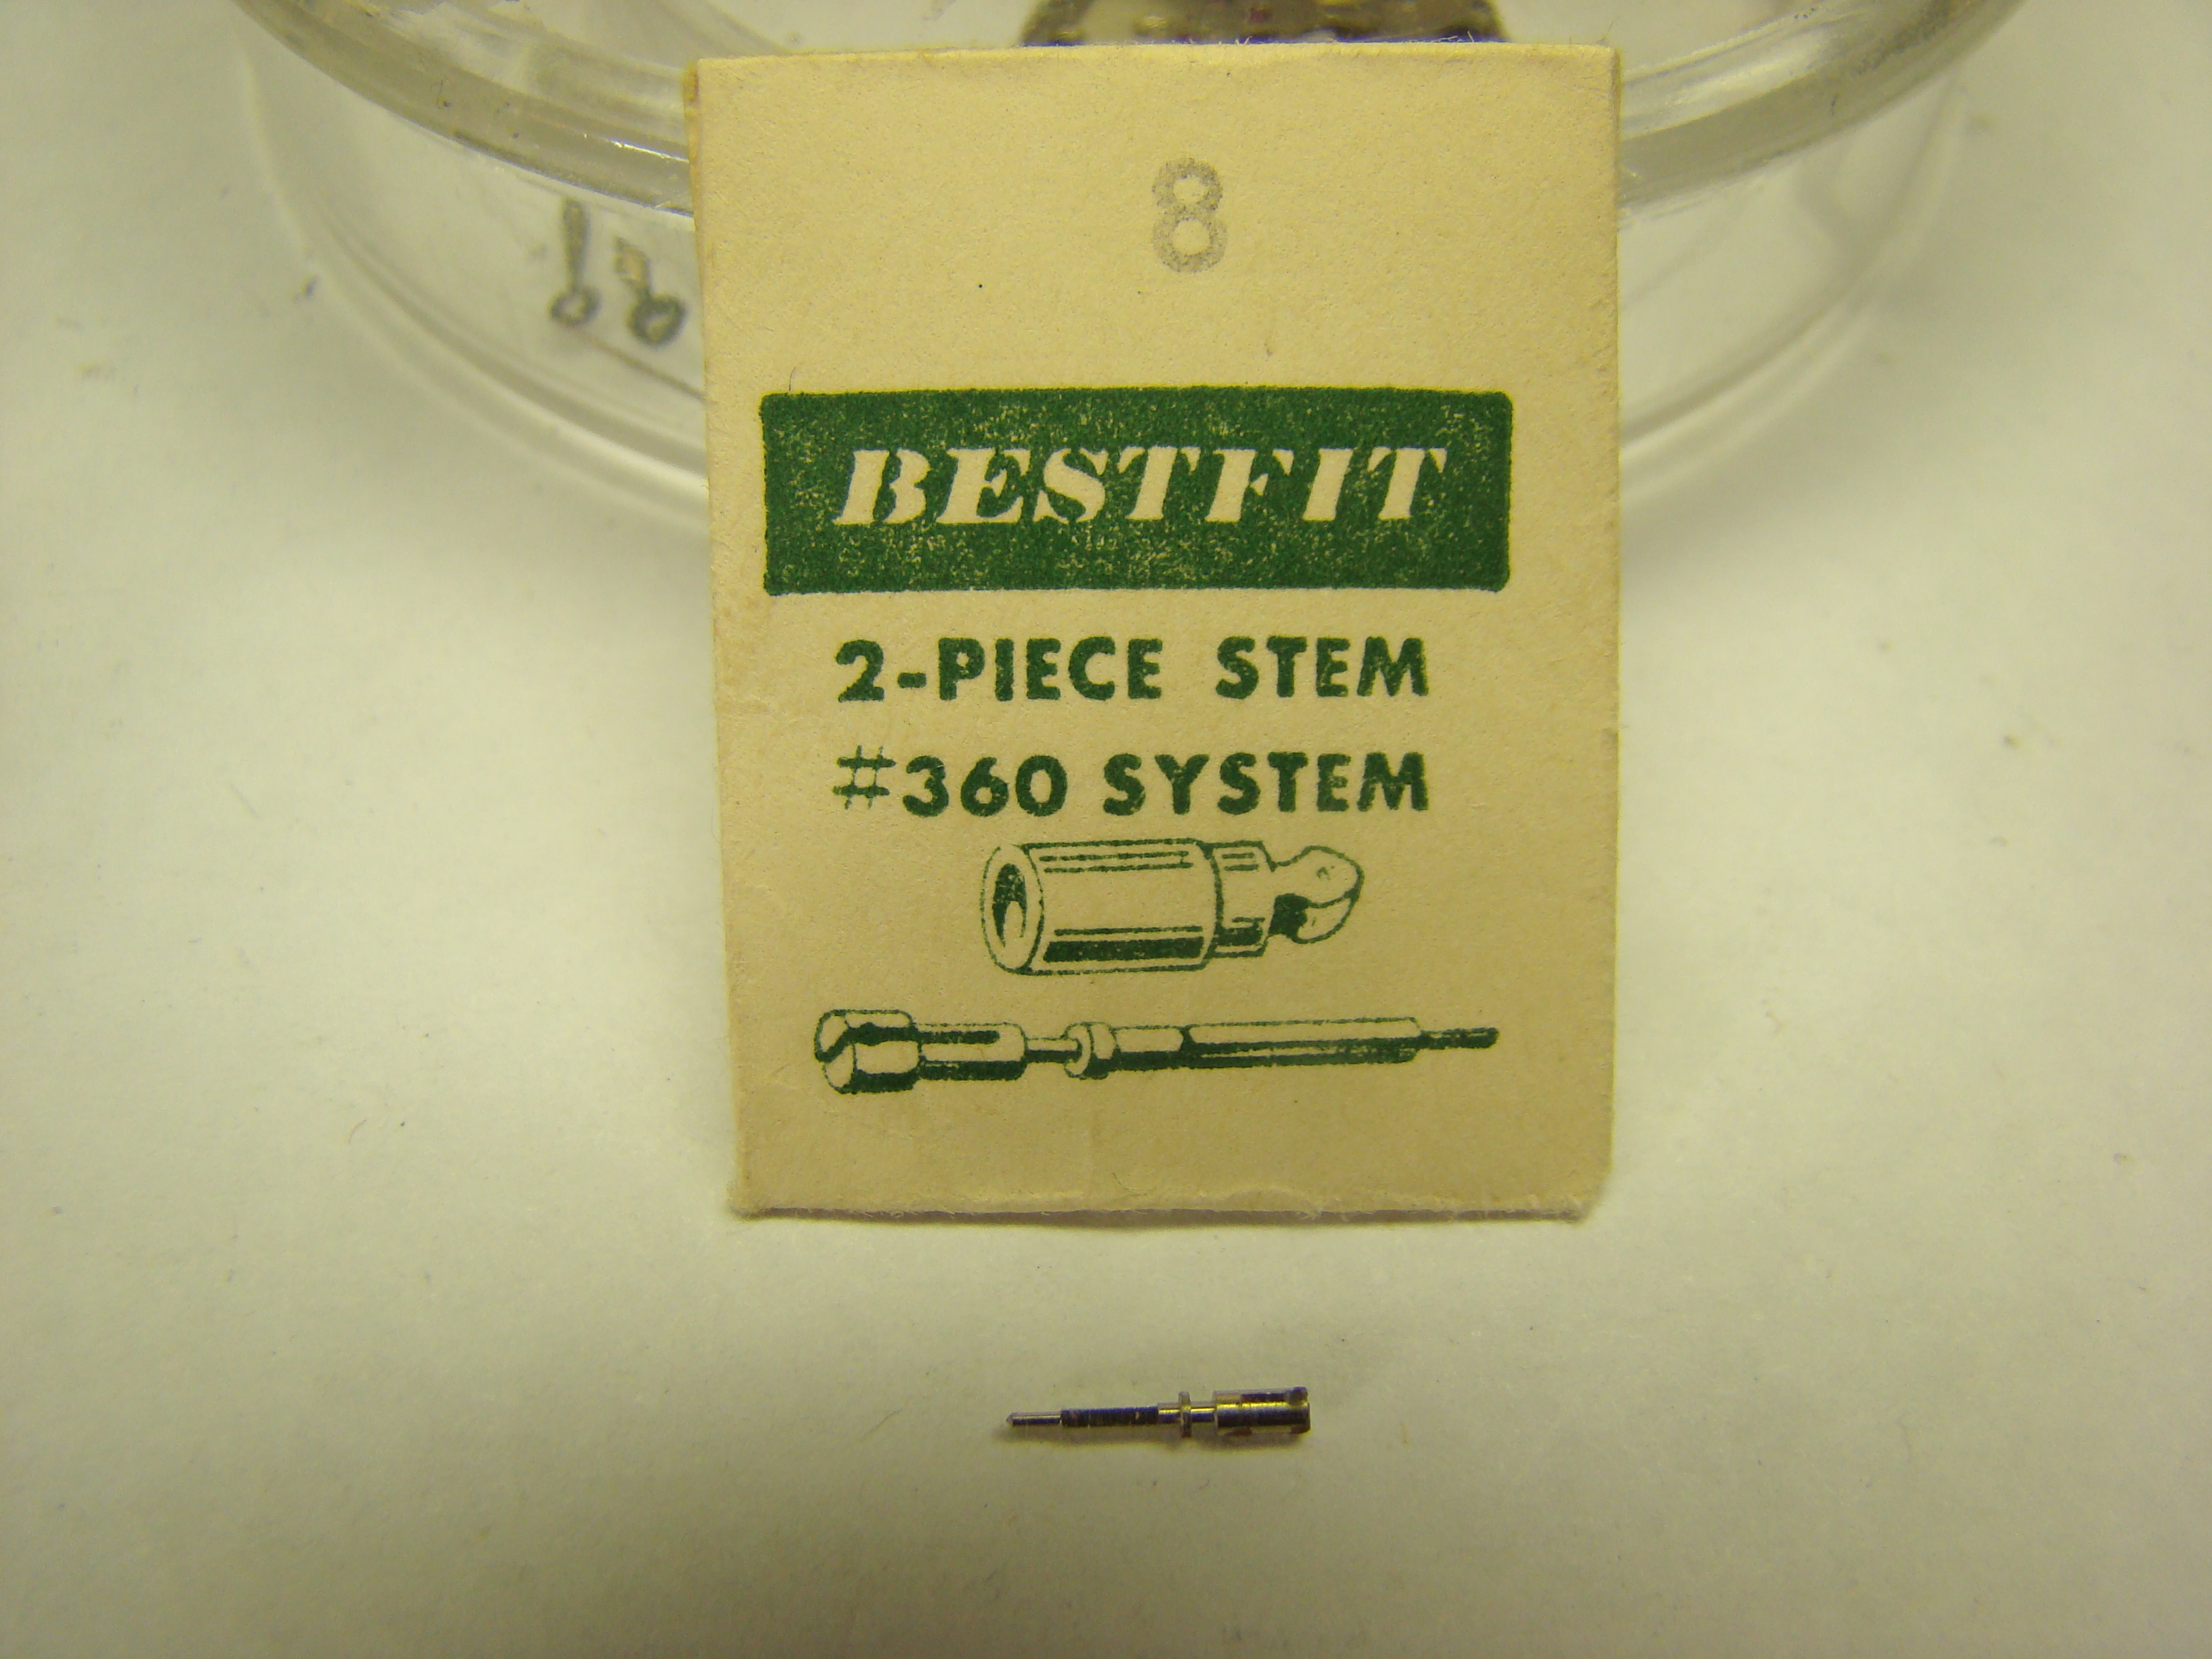 8
BESTFIT
2-PIECE STEM
#360 SYSTEM